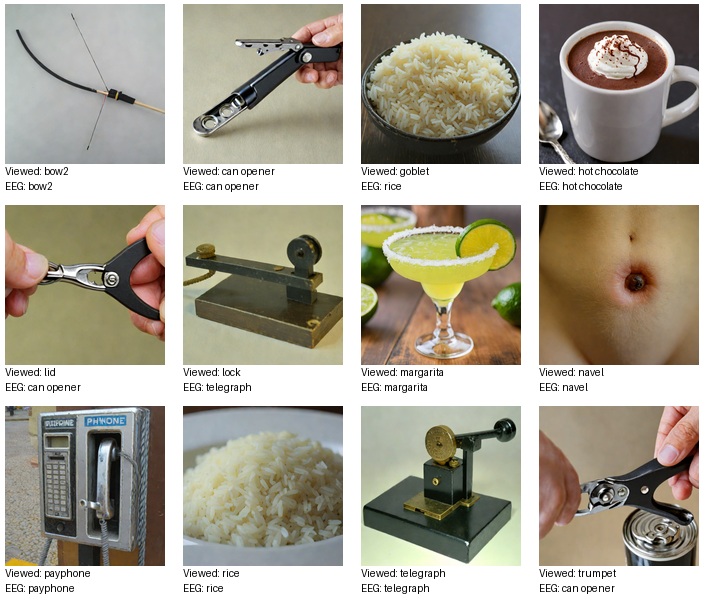 Viewed: bow2
EEG: bow2
Viewed: can opener
EEG: can opener
Viewed: goblet
EEG: rice
Viewed: hot chocolate
EEG: hot chocolate
Viewed: lid
EEG: can opener
Viewed: lock
EEG: telegraph
Viewed: margarita
EEG: margarita
Viewed: navel
EEG: navel
Viewed: payphone
EEG: payphone
Viewed: rice
EEG: rice
Viewed: telegraph
EEG: telegraph
Viewed: trumpet
EEG: can opener